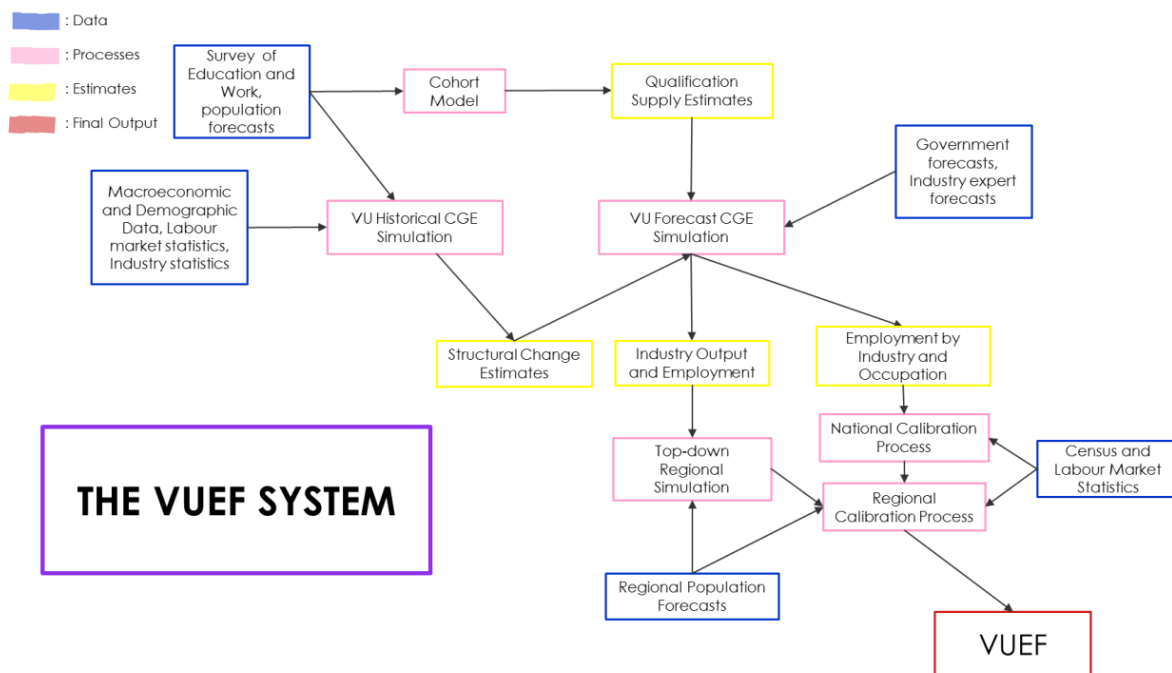 : Data
: Processes
: Estimates
: Final Output
Survey of
Education and
Work,
population
forecasts
Cohort
Model
Qualification
Supply Estimates
Government
forecasts,
Industry expert
forecasts
Macroeconomic
and Demographic
Data, Labour
market statistics,
Industry statistics
VU Historical CGE
Simulation
VU Forecast CGE
Simulation
Structural Change
Estimates
Industry Output
and Employment
Employment by
Industry and
Occupation
National Calibration
Process
Top-down
Regional
Simulation
Census and
Labour Market
Statistics
Regional
Calibration Process
THE VUEF SYSTEM
Regional Population
Forecasts
VUEF